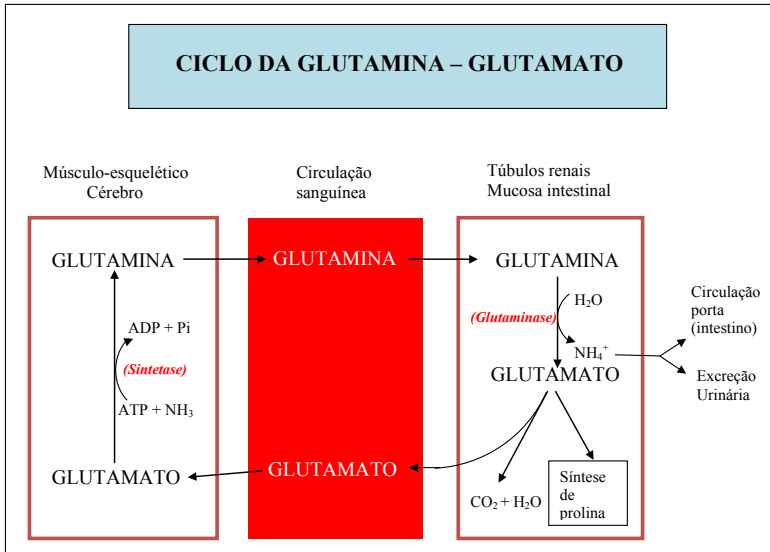 CICLO DA GLUTAMINA – GLUTAMATO
Músculo-esquelético
Cérebro
Circulação
sanguínea
Túbulos renais
Mucosa intestinal
GLUTAMINA
GLUTAMINA
GLUTAMINA
ADP + Pi
(Sintetase)
ATP + NH₃
GLUTAMATO
GLUTAMATO
(Glutaminase)
H₂O
NH₄⁺
GLUTAMATO
CO₂ + H₂O
Síntese
de
prolina
Circulação
porta
(intestino)
Excreção
Urinária